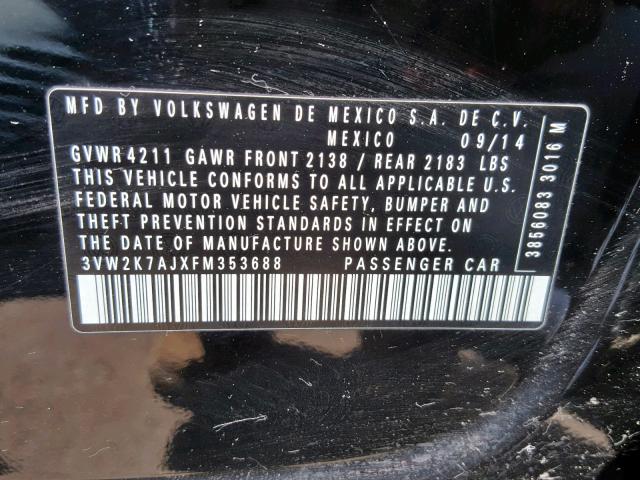 MFD BY VOLKSWAGEN DE MEXICO S.A. DE C.V.
MEXICO 09/14
GVWR 4211 GAWR FRONT 2138 / REAR 2183 LBS
THIS VEHICLE CONFORMS TO ALL APPLICABLE U.S.
FEDERAL MOTOR VEHICLE SAFETY, BUMPER AND
THEFT PREVENTION STANDARDS IN EFFECT ON
THE DATE OF MANUFACTURE SHOWN ABOVE.
3VW2K7AJXFM353688 PASSENGER CAR
3856083 3016 M